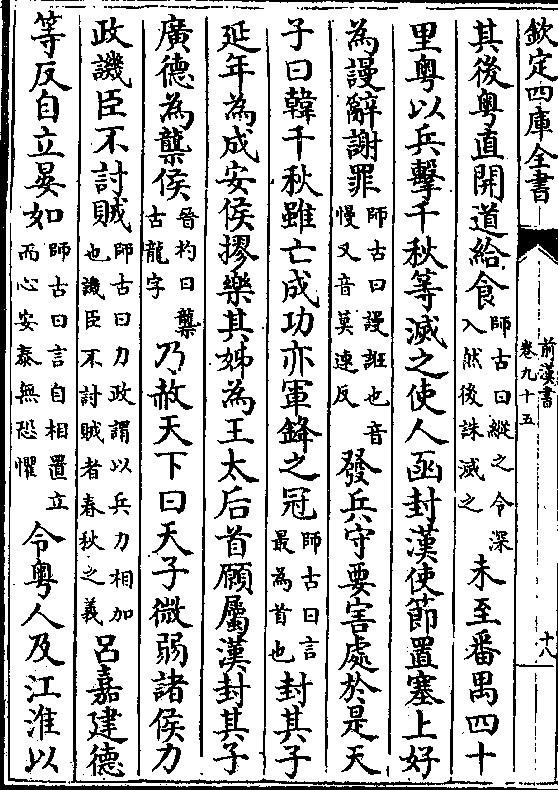 欽定四庫全書
前漢書
卷九十五
十八
其後粵直開道給食師古曰縱之令深入然後誅滅之未至番禺四十
里粵以兵擊千秋等滅之使人函封漢使節置塞上好
為謾辭謝罪師古曰謾誑也音慢又音莫連反發兵守要害處於是天
子曰韓千秋雖亡成功亦軍鋒之冠師古曰言最為首也封其子
延年為成安侯摎樂其姊為王太后首願屬漢封其子
廣德為龒侯晉灼曰龒古龍字乃赦天下曰天子微弱諸侯力
政譏臣不討賊師古曰力政謂以兵力相加也譏臣不討賊者春秋之義呂嘉建德
等反自立晏如師古曰言自相置立而心安泰無恐懼令粵人及江淮以